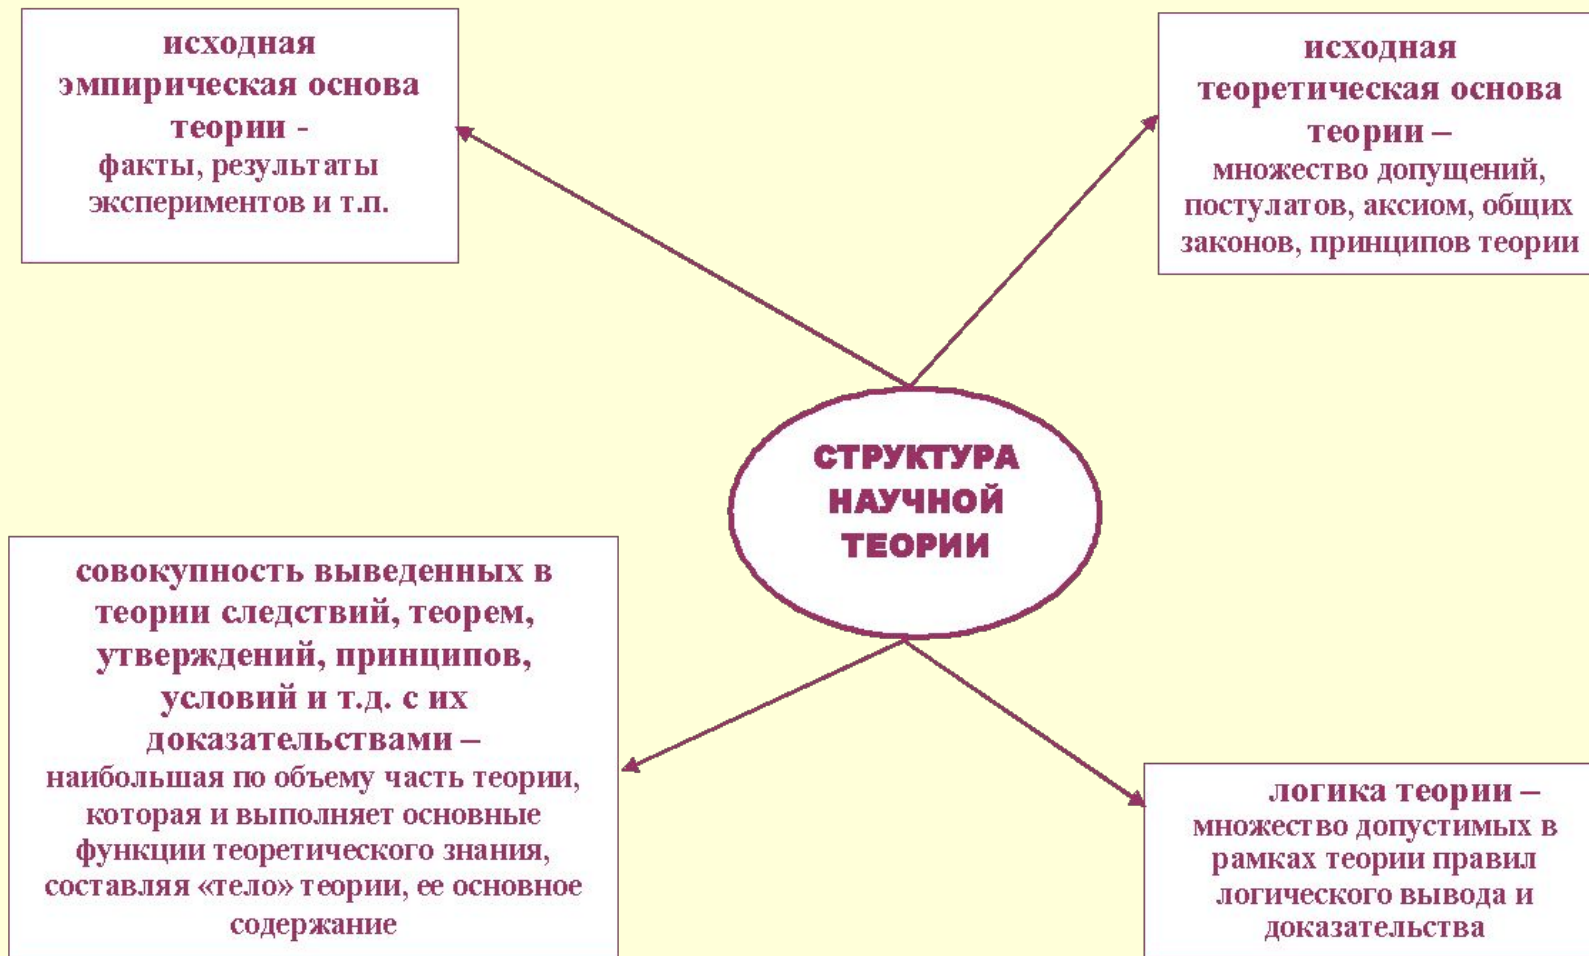 исходная
эмпирическая основа
теории -
факты, результаты
экспериментов и т.п.
исходная
теоретическая основа
теории –
множество допущений,
постулатов, аксиом, общих
законов, принципов теории
СТРУКТУРА
НАУЧНОЙ
ТЕОРИИ
совокупность выведенных в
теории следствий, теорем,
утверждений, принципов,
условий и т.д. с их
доказательствами –
наибольшая по объему часть теории,
которая и выполняет основные
функции теоретического знания,
составляя «тело» теории, ее основное
содержание
логика теории –
множество допустимых в
рамках теории правил
логического вывода и
доказательства